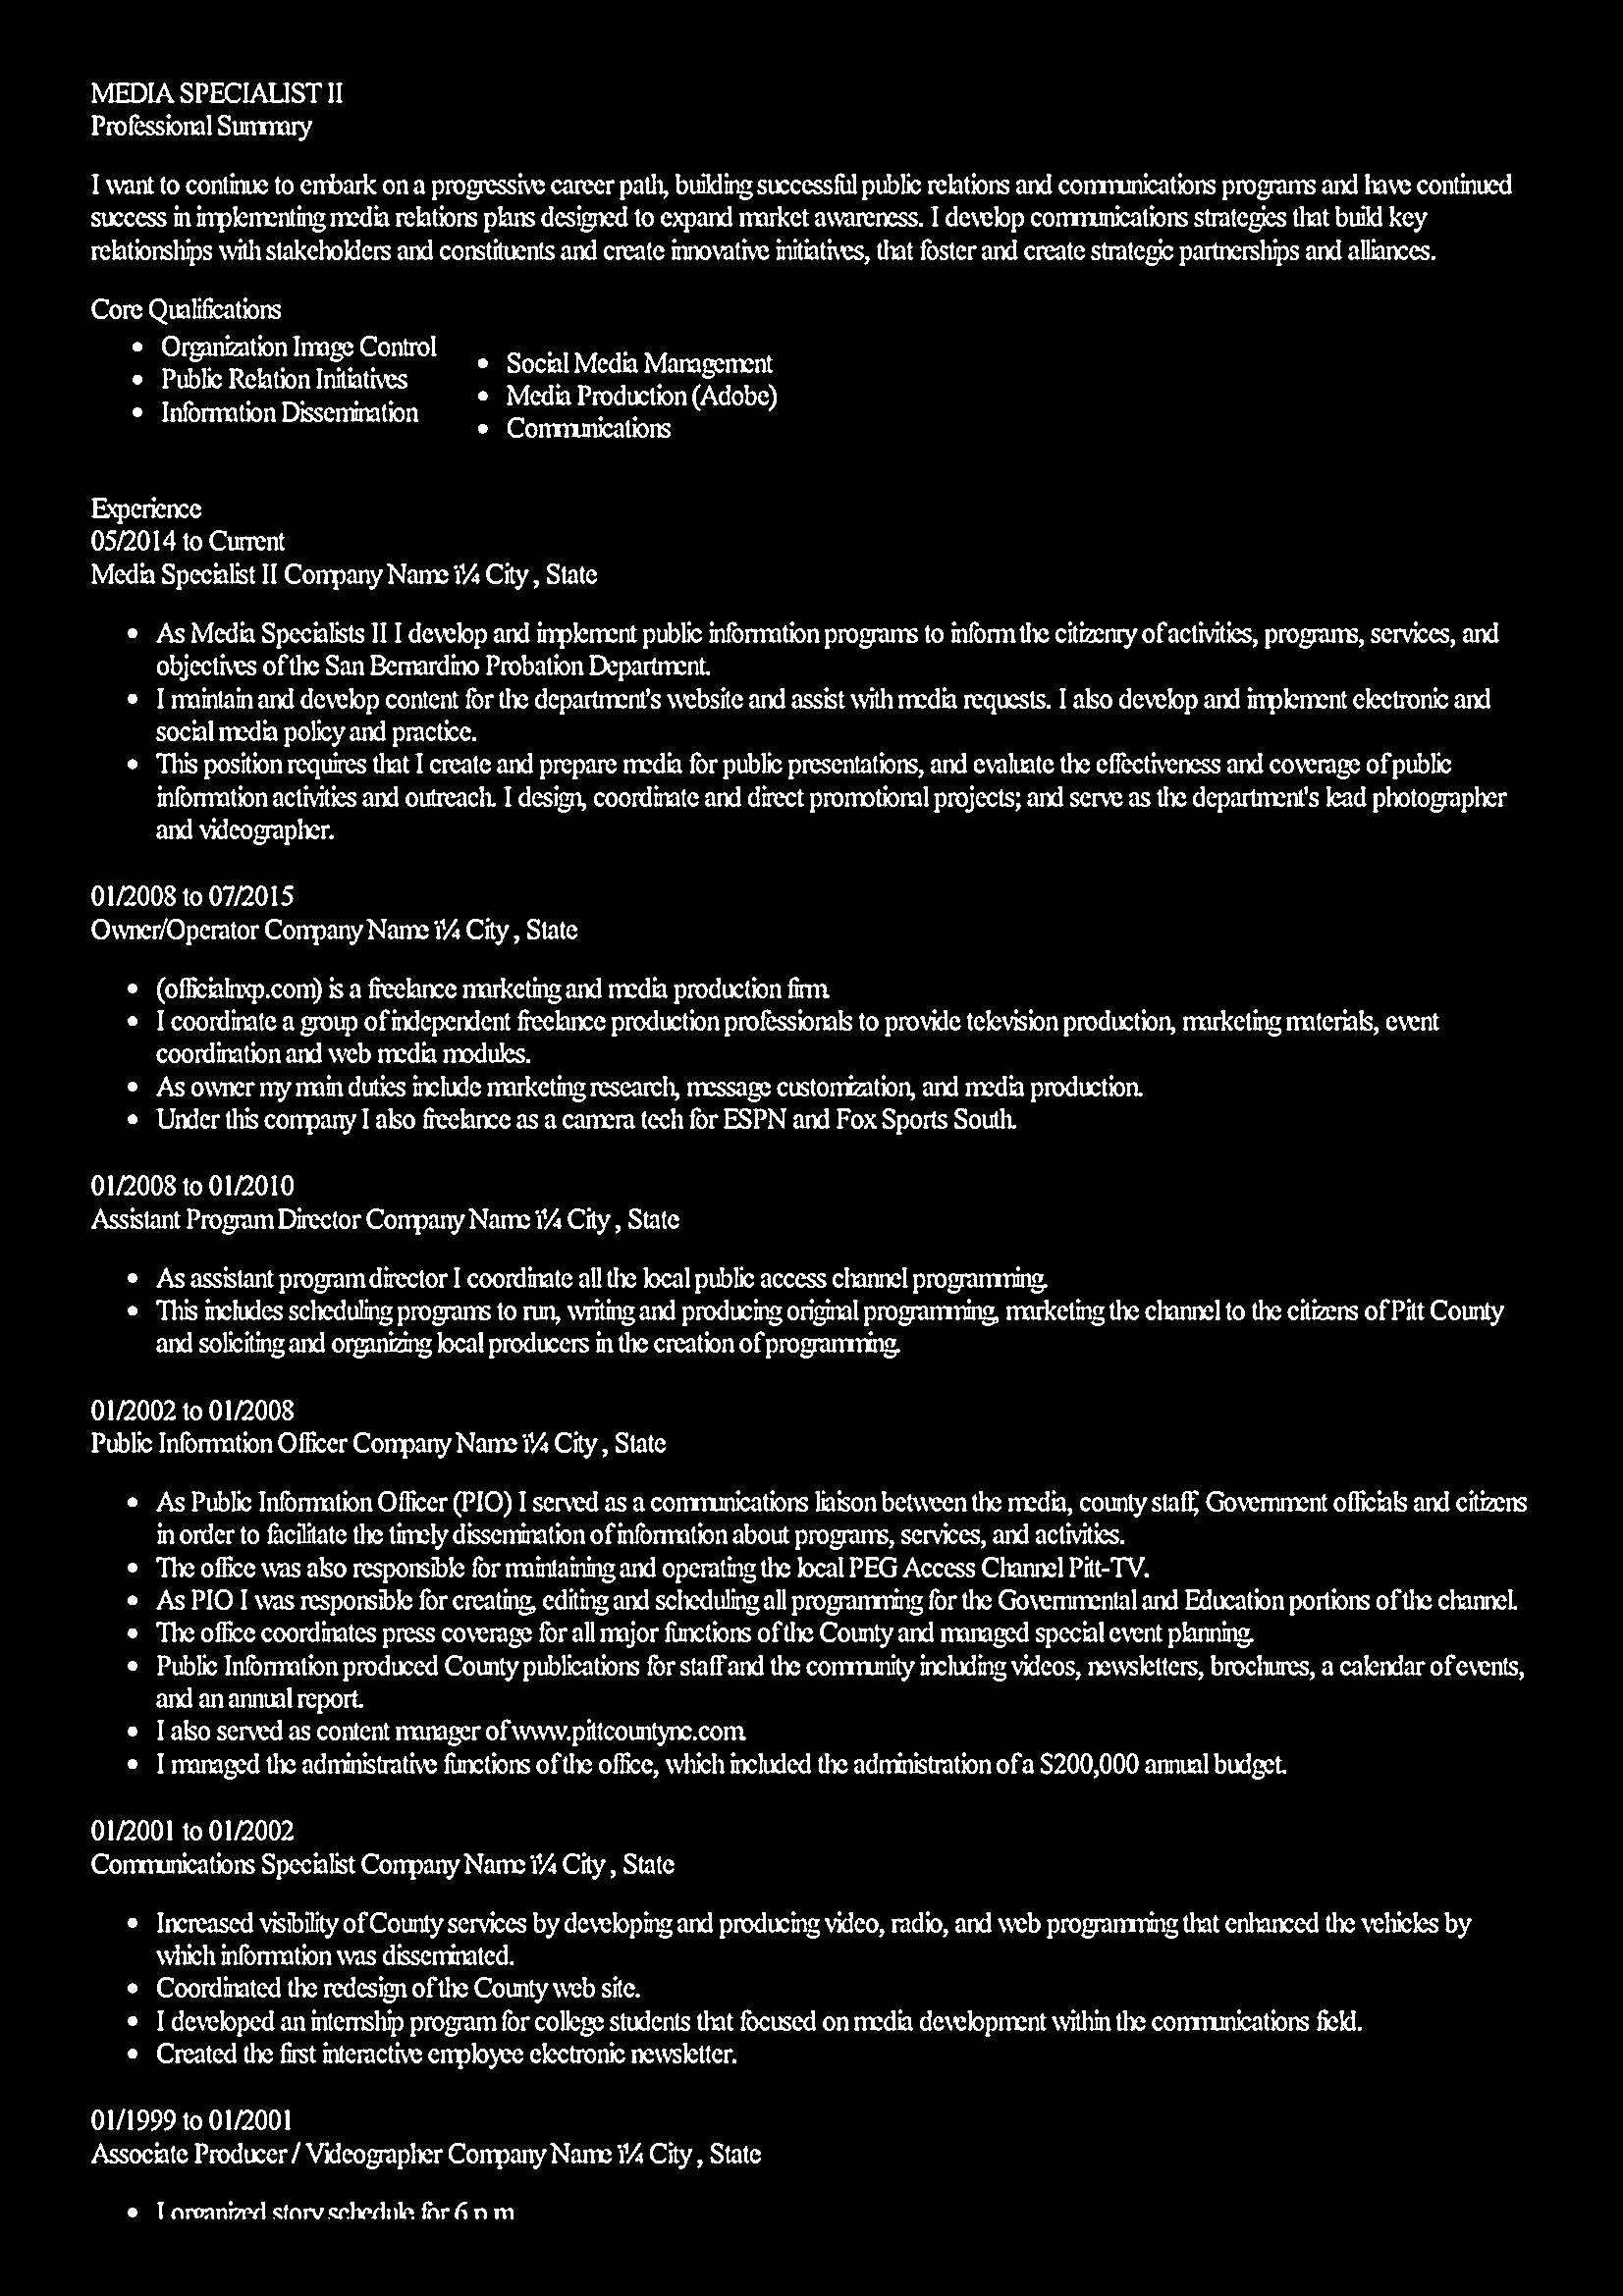 MEDIA SPECIALIST II
Professional Summary
I want to continue to embark on a progressive career path, building successful public relations and communications programs and have continued
success in implementing media relations plans designed to expand market awareness. I develop communications strategies that build key
relationships with stakeholders and constituents and create innovative initiatives, that foster and create strategic partnerships and alliances.
Core Qualifications
• Organization Image Control
• Public Relation Initiatives
• Information Dissemination
• Social Media Management
• Media Production (Adobe)
• Communications
Experience
05/2014 to Current
Media Specialist II Company Name ï¼ City , State
• As Media Specialists II I develop and implement public information programs to inform the citizenry of activities, programs, services, and
objectives of the San Bernardino Probation Department.
• I maintain and develop content for the department's website and assist with media requests. I also develop and implement electronic and
social media policy and practice.
• This position requires that I create and prepare media for public presentations, and evaluate the effectiveness and coverage of public
information activities and outreach. I design, coordinate and direct promotional projects; and serve as the department's lead photographer
and videographer.
01/2008 to 07/2015
Owner/Operator Company Name ï¼ City , State
• (officialnxp.com) is a freelance marketing and media production firm.
• I coordinate a group of independent freelance production professionals to provide television production, marketing materials, event
coordination and web media modules.
• As owner my main duties include marketing research, message customization, and media production.
• Under this company I also freelance as a camera tech for ESPN and Fox Sports South.
01/2008 to 01/2010
Assistant Program Director Company Name ï¼ City , State
• As assistant program director I coordinate all the local public access channel programming.
• This includes scheduling programs to run, writing and producing original programming, marketing the channel to the citizens of Pitt County
and soliciting and organizing local producers in the creation of programming.
01/2002 to 01/2008
Public Information Officer Company Name ï¼ City , State
• As Public Information Officer (PIO) I served as a communications liaison between the media, county staff, Government officials and citizens
in order to facilitate the timely dissemination of information about programs, services, and activities.
• The office was also responsible for maintaining and operating the local PEG Access Channel Pitt-TV.
• As PIO I was responsible for creating, editing and scheduling all programming for the Governmental and Education portions of the channel.
• The office coordinates press coverage for all major functions of the County and managed special event planning.
• Public Information produced County publications for staff and the community including videos, newsletters, brochures, a calendar of events,
and an annual report.
• I also served as content manager of www.pittcountync.com.
• I managed the administrative functions of the office, which included the administration of a $200,000 annual budget.
01/2001 to 01/2002
Communications Specialist Company Name ï¼ City , State
• Increased visibility of County services by developing and producing video, radio, and web programming that enhanced the vehicles by
which information was disseminated.
• Coordinated the redesign of the County web site.
• I developed an internship program for college students that focused on media development within the communications field.
• Created the first interactive employee electronic newsletter.
01/1999 to 01/2001
Associate Producer / Videographer Company Name ï¼ City , State
• I organized story schedule for 6 p.m